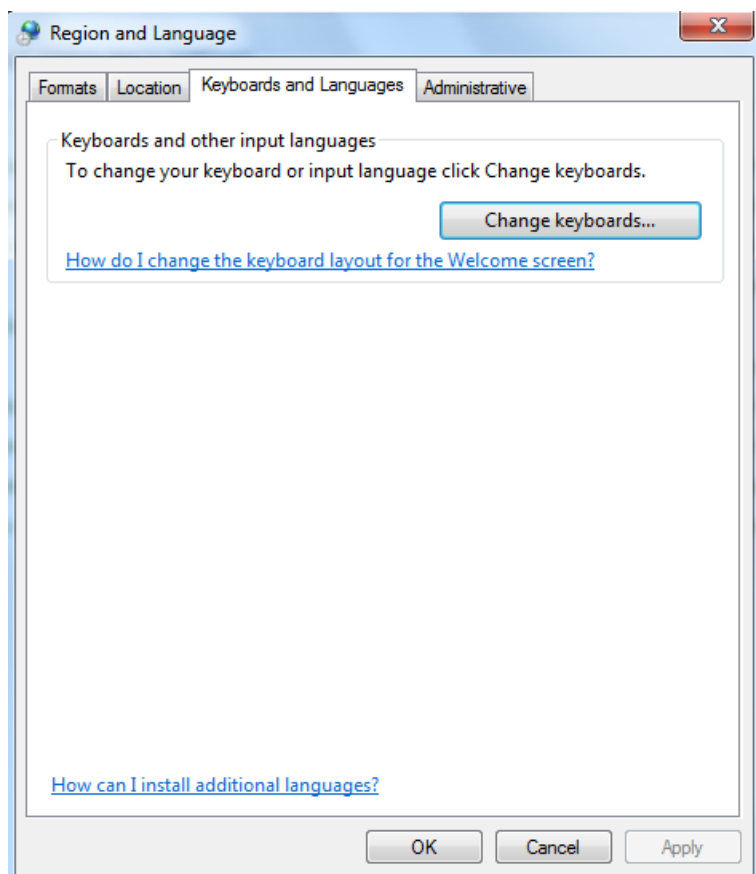 Region and Language
Formats Location Keyboards and Languages Administrative
Keyboards and other input languages
To change your keyboard or input language click Change keyboards.
Change keyboards...
How do I change the keyboard layout for the Welcome screen?
How can I install additional languages?
OK Cancel Apply